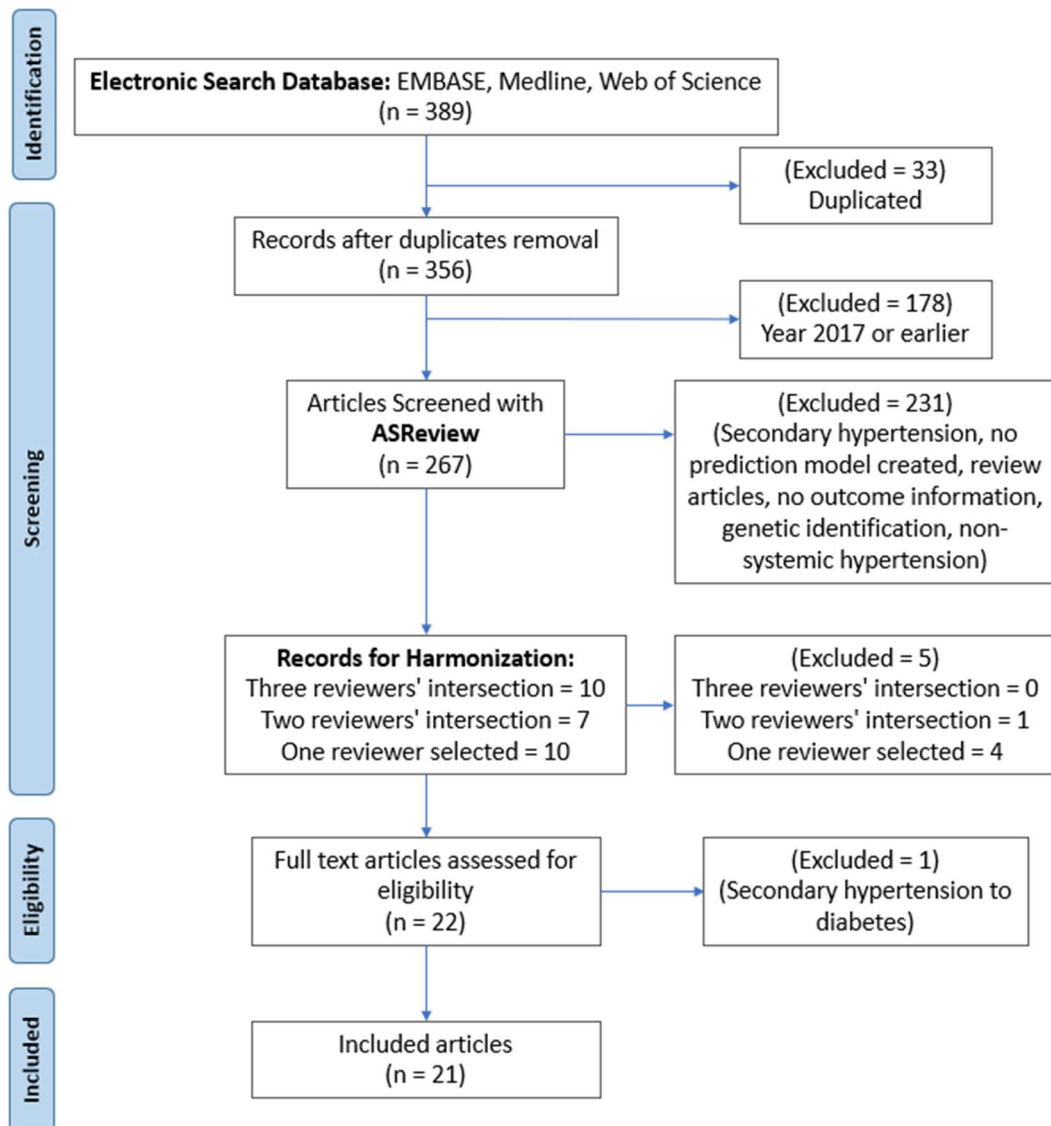 Identification
Electronic Search Database: EMBASE, Medline, Web of Science
(n = 389)
(Excluded = 33)
Duplicated
Screening
Records after duplicates removal
(n = 356)
(Excluded = 178)
Year 2017 or earlier
Articles Screened with
ASReview
(n = 267)
(Excluded = 231)
(Secondary hypertension, no
prediction model created, review
articles, no outcome information,
genetic identification, non-
systemic hypertension)
Records for Harmonization:
Three reviewers' intersection = 10
Two reviewers' intersection = 7
One reviewer selected = 10
(Excluded = 5)
Three reviewers' intersection = 0
Two reviewers' intersection = 1
One reviewer selected = 4
Eligibility
Full text articles assessed for
eligibility
(n = 22)
(Excluded = 1)
(Secondary hypertension to
diabetes)
Included
Included articles
(n = 21)